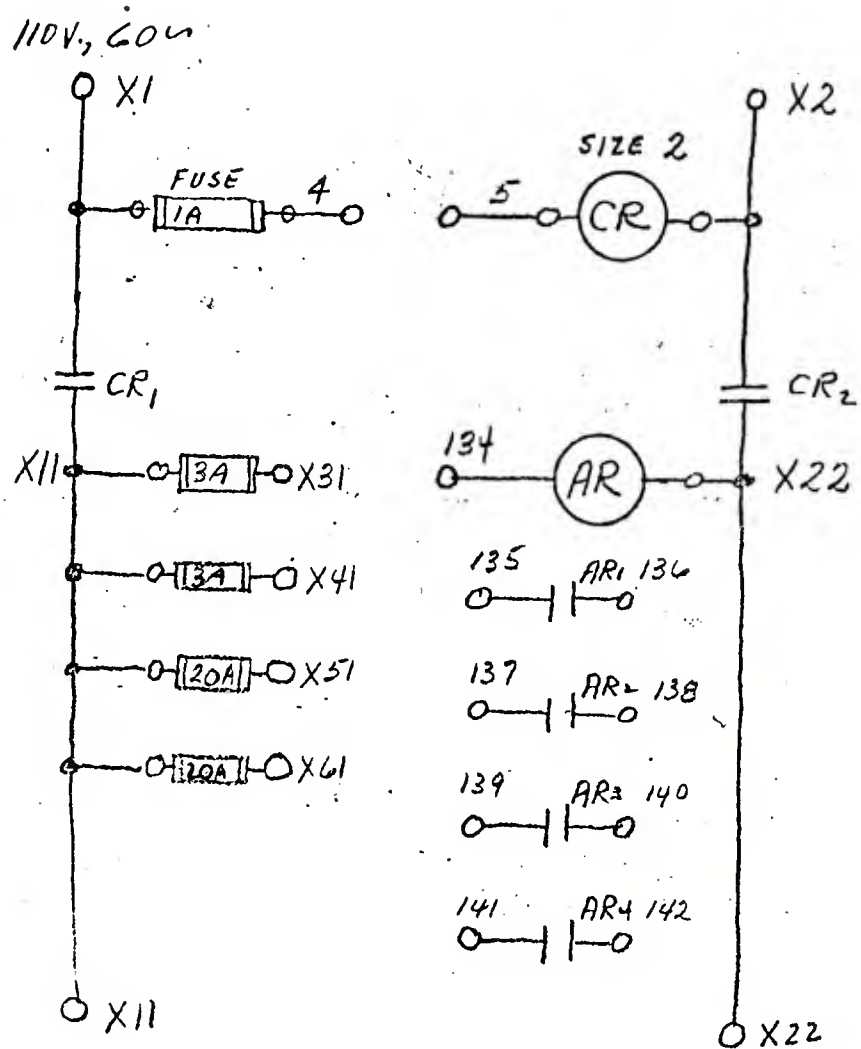 110V., 60~
X1
X2
FUSE
1A
4
5
SIZE 2
CR
CR₁
CR₂
X11
3A
X31
134
AR
X22
3A
X41
135
AR1 136
20A
X51
137
AR2 138
20A
X61
139
AR3 140
141
AR4 142
X11
X22